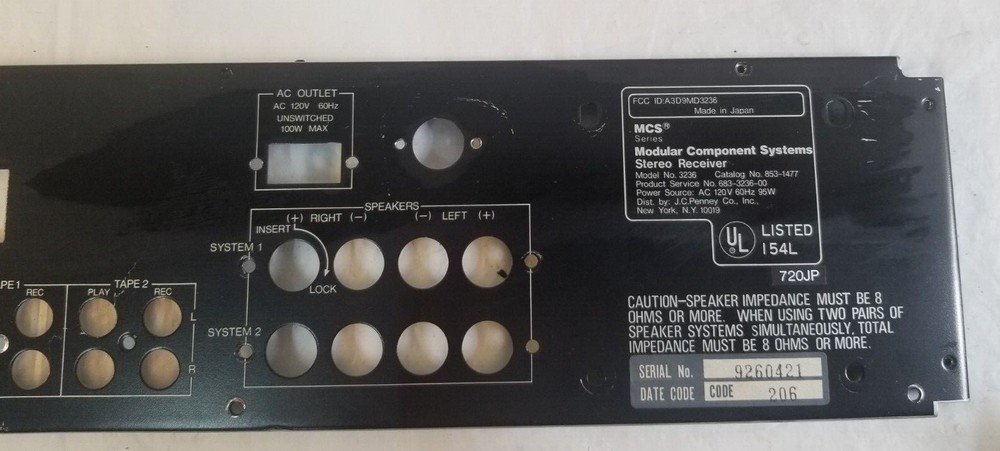 AC OUTLET
AC 120V 60Hz
UNSWITCHED
100W MAX
SPEAKERS
(+) RIGHT (-) (-) LEFT (+)
INSERT
SYSTEM 1
LOCK
SYSTEM 2
PE 1 TAPE 2
REC PLAY REC
L
R
FCC ID:A3D9MD3236
Made in Japan
MCS®
Series
Modular Component Systems
Stereo Receiver
Model No. 3236 Catalog No. 853-1477
Product Service No. 683-3236-00
Power Source: AC 120V 60Hz 95W
Dist. by: J.C.Penney Co., Inc.,
New York, N.Y. 10019
UL LISTED
154L
720JP
CAUTION-SPEAKER IMPEDANCE MUST BE 8
OHMS OR MORE. WHEN USING TWO PAIRS OF
SPEAKER SYSTEMS SIMULTANEOUSLY, TOTAL
IMPEDANCE MUST BE 8 OHMS OR MORE.
SERIAL No. 9260421
DATE CODE CODE 206